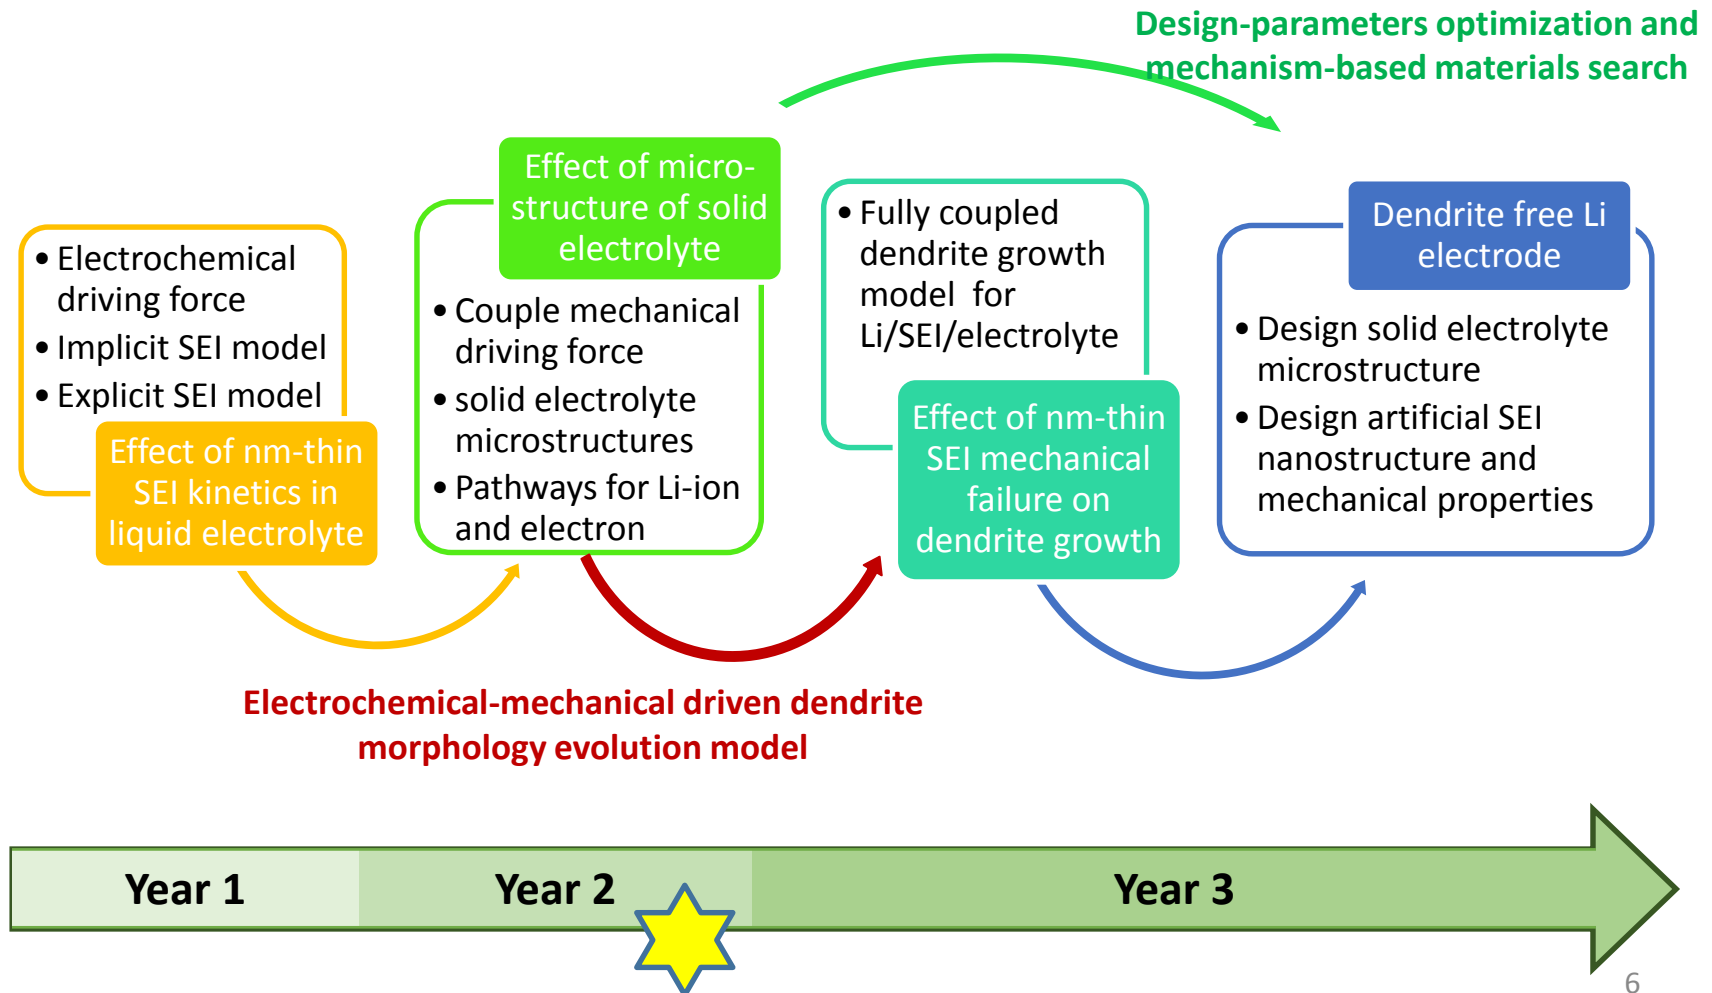 Design-parameters optimization and
mechanism-based materials search
• Electrochemical
driving force
• Implicit SEI model
• Explicit SEI model
Effect of nm-thin
SEI kinetics in
liquid electrolyte
Effect of micro-
structure of solid
electrolyte
• Couple mechanical
driving force
• solid electrolyte
microstructures
• Pathways for Li-ion
and electron
• Fully coupled
dendrite growth
model for
Li/SEI/electrolyte
Effect of nm-thin
SEI mechanical
failure on
dendrite growth
Dendrite free Li
electrode
• Design solid electrolyte
microstructure
• Design artificial SEI
nanostructure and
mechanical properties
Electrochemical-mechanical driven dendrite
morphology evolution model
Year 1
Year 2
Year 3
6